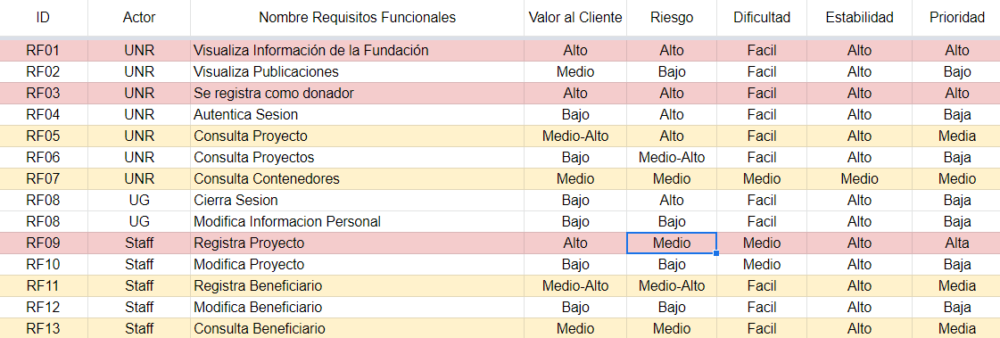 ID Actor Nombre Requisitos Funcionales Valor al Cliente Riesgo Dificultad Estabilidad Prioridad
RF01 UNR Visualiza Información de la Fundación Alto Alto Facil Alto Alto
RF02 UNR Visualiza Publicaciones Medio Bajo Facil Alto Bajo
RF03 UNR Se registra como donador Alto Alto Facil Alto Alto
RF04 UNR Autentica Sesion Bajo Alto Facil Alto Baja
RF05 UNR Consulta Proyecto Medio-Alto Alto Facil Alto Media
RF06 UNR Consulta Proyectos Bajo Medio-Alto Facil Alto Baja
RF07 UNR Consulta Contenedores Medio Medio Medio Medio Medio
RF08 UG Cierra Sesion Bajo Alto Facil Alto Baja
RF08 UG Modifica Informacion Personal Bajo Bajo Facil Alto Baja
RF09 Staff Registra Proyecto Alto Medio Medio Alto Alta
RF10 Staff Modifica Proyecto Bajo Bajo Medio Alto Baja
RF11 Staff Registra Beneficiario Medio-Alto Medio-Alto Facil Alto Media
RF12 Staff Modifica Beneficiario Bajo Bajo Facil Alto Baja
RF13 Staff Consulta Beneficiario Medio Medio Facil Alto Media